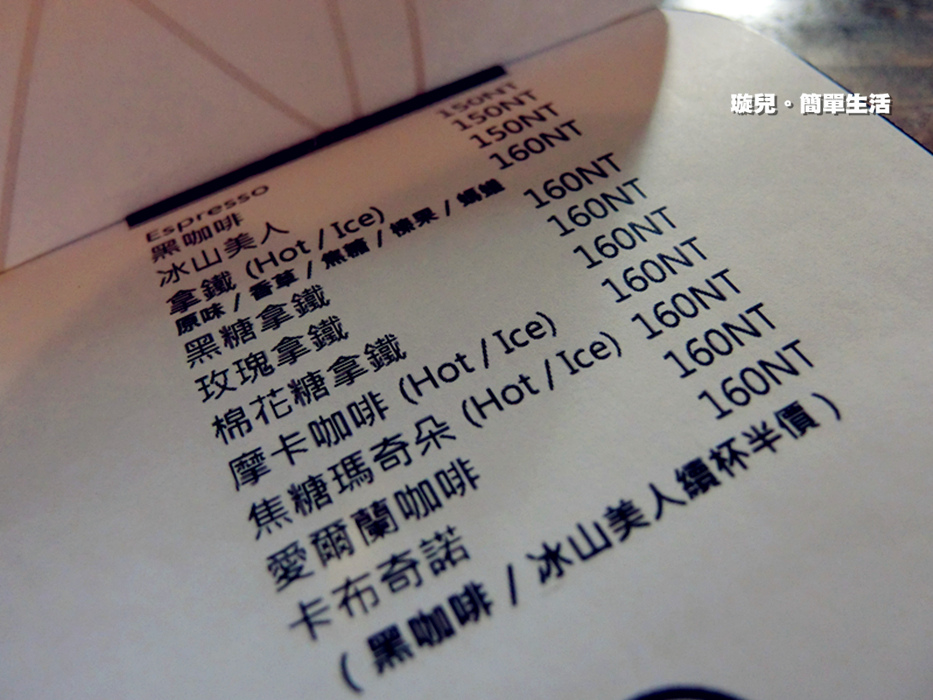 璇兒。簡單生活
Espresso 150NT
黑咖啡 150NT
冰山美人 150NT
拿鐵 (Hot / Ice) 160NT
原味 / 香草 / 焦糖 / 榛果 /
黑糖拿鐵 160NT
玫瑰拿鐵 160NT
棉花糖拿鐵 160NT
摩卡咖啡 (Hot / Ice) 160NT
焦糖瑪奇朵 (Hot / Ice) 160NT
愛爾蘭咖啡 160NT
卡布奇諾 160NT
( 黑咖啡 / 冰山美人續杯半價 )